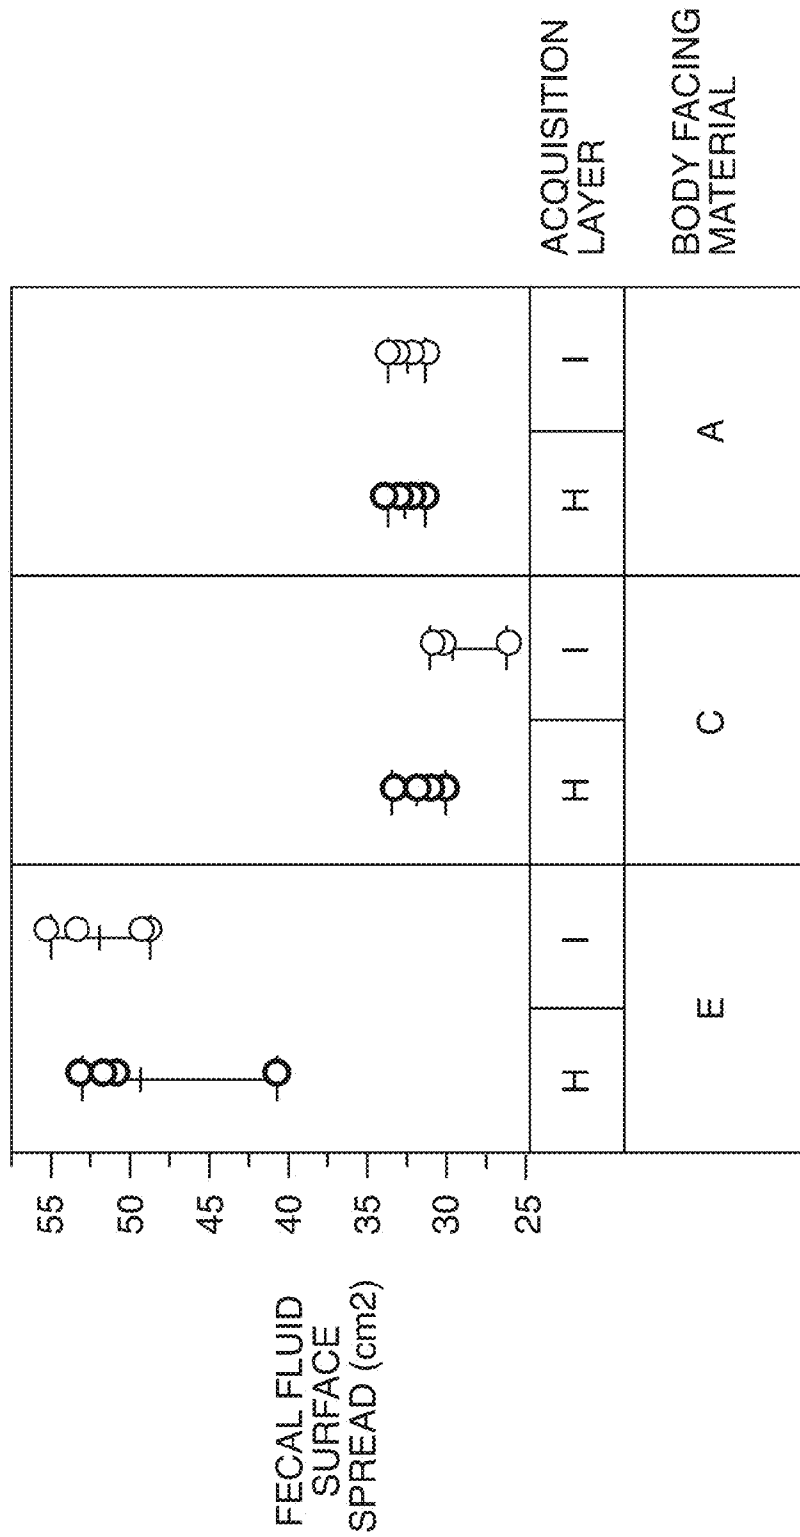 FECAL FLUID
SURFACE
SPREAD (cm2)
55
50
45
40
35
30
25
H
I
H
I
H
I
ACQUISITION
LAYER
E
C
A
BODY FACING
MATERIAL